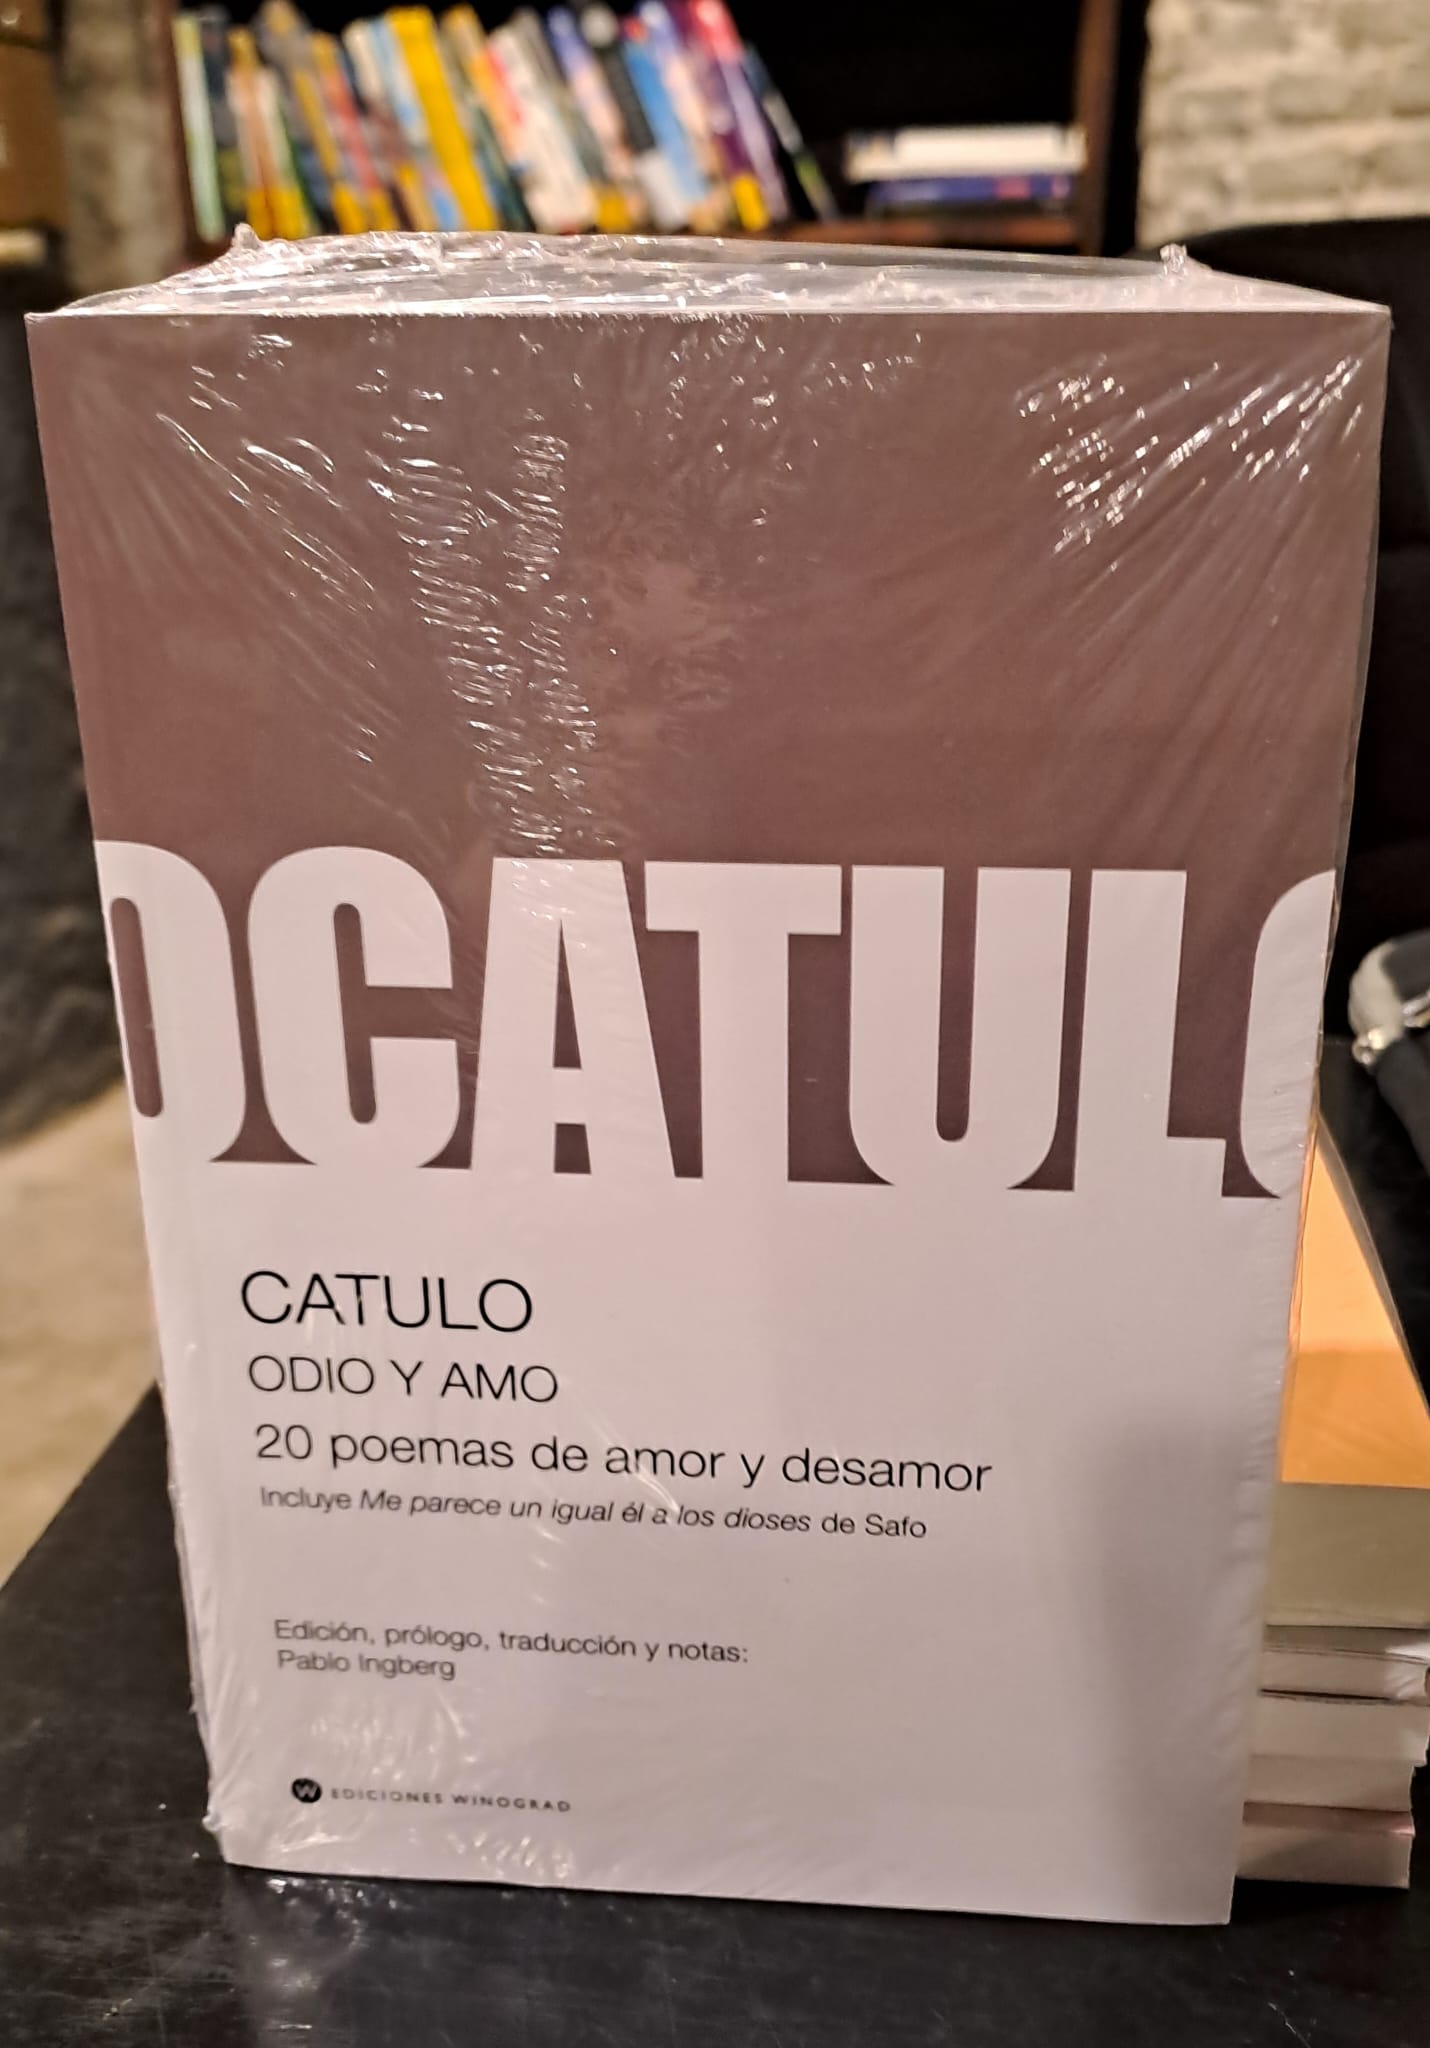 OCATULO
CATULO
ODIO Y AMO
20 poemas de amor y desamor
Incluye Me parece un igual él a los dioses de Safo
Edición, prólogo, traducción y notas:
Pablo Ingberg
W EDICIONES WINOGRAD